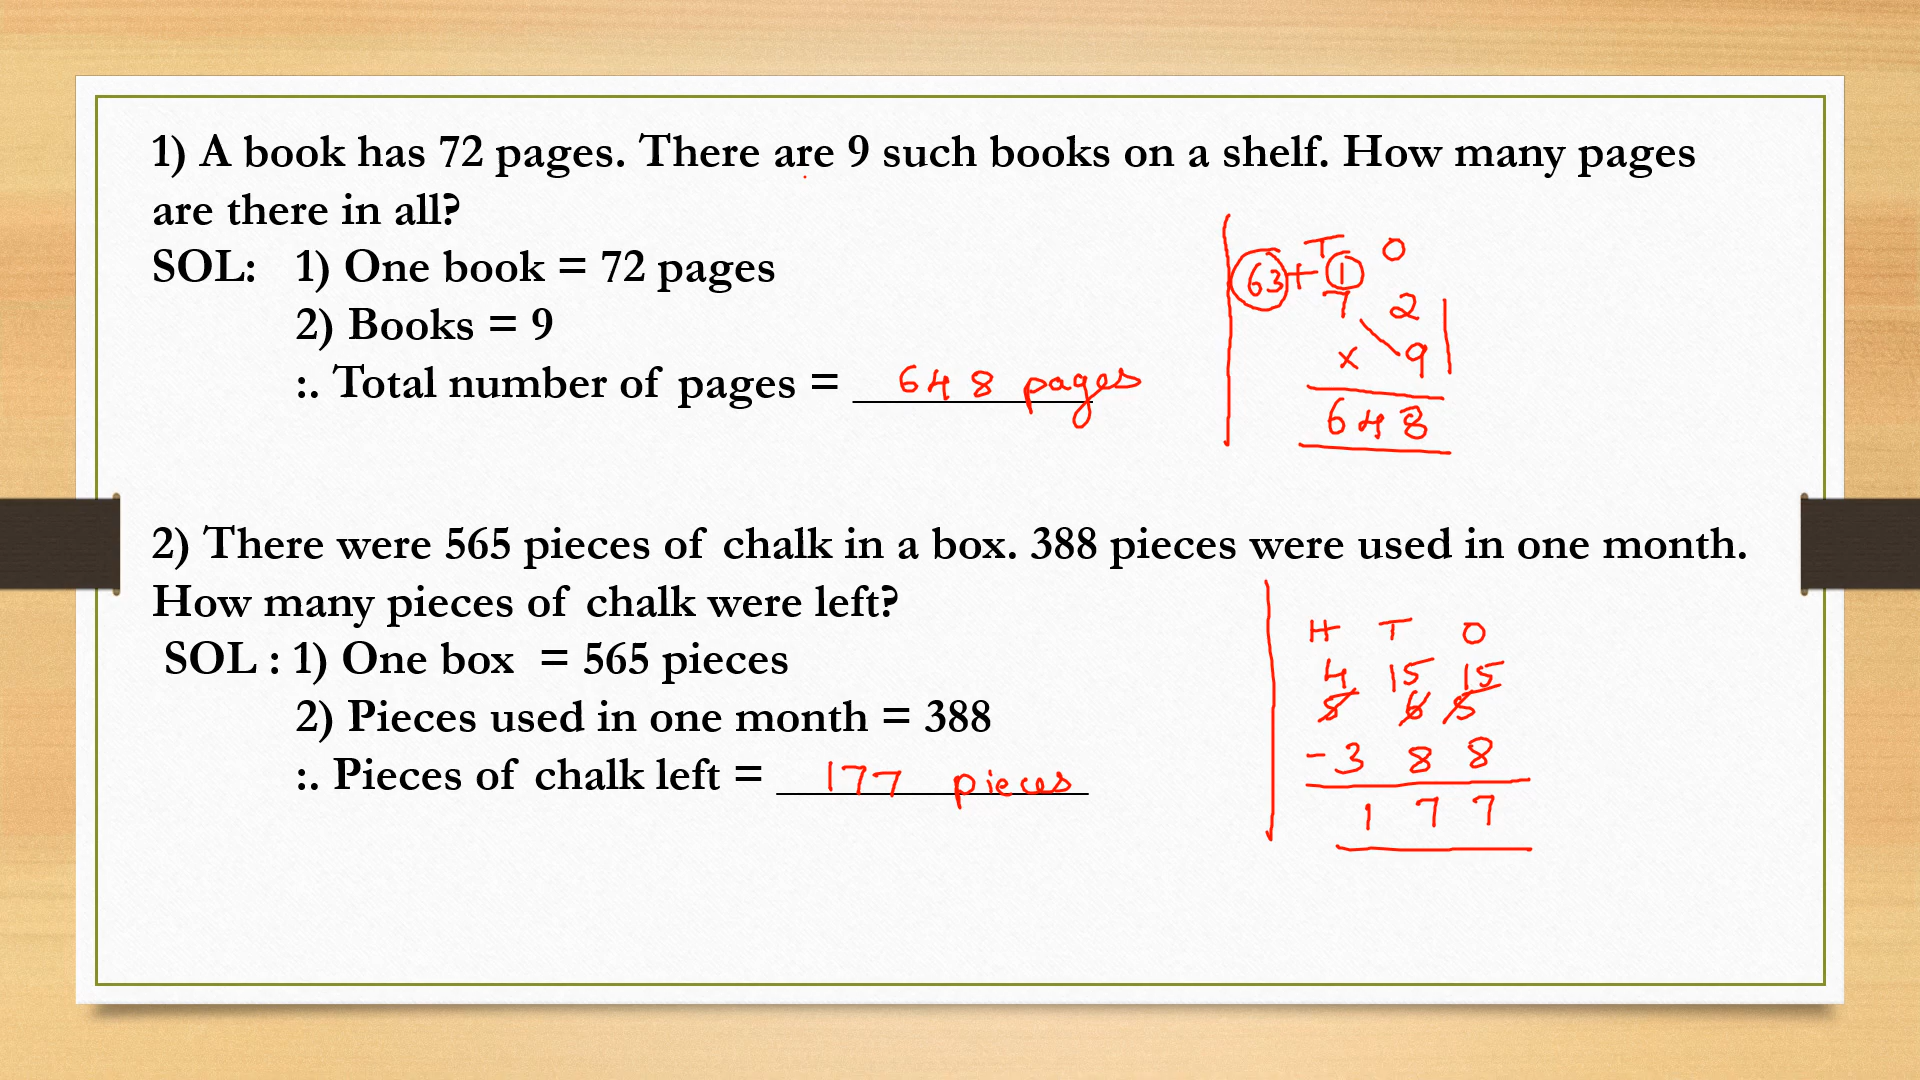 1) A book has 72 pages. There are 9 such books on a shelf. How many pages
are there in all?
SOL: 1) One book = 72 pages
2) Books = 9
:. Total number of pages = 648 pages
T O
63 + 1
7 2
x 9
648
2) There were 565 pieces of chalk in a box. 388 pieces were used in one month.
How many pieces of chalk were left?
SOL : 1) One box = 565 pieces
2) Pieces used in one month = 388
:. Pieces of chalk left = 177 pieces
H T O
4 15 15
5 6 5
- 3 8 8
1 7 7